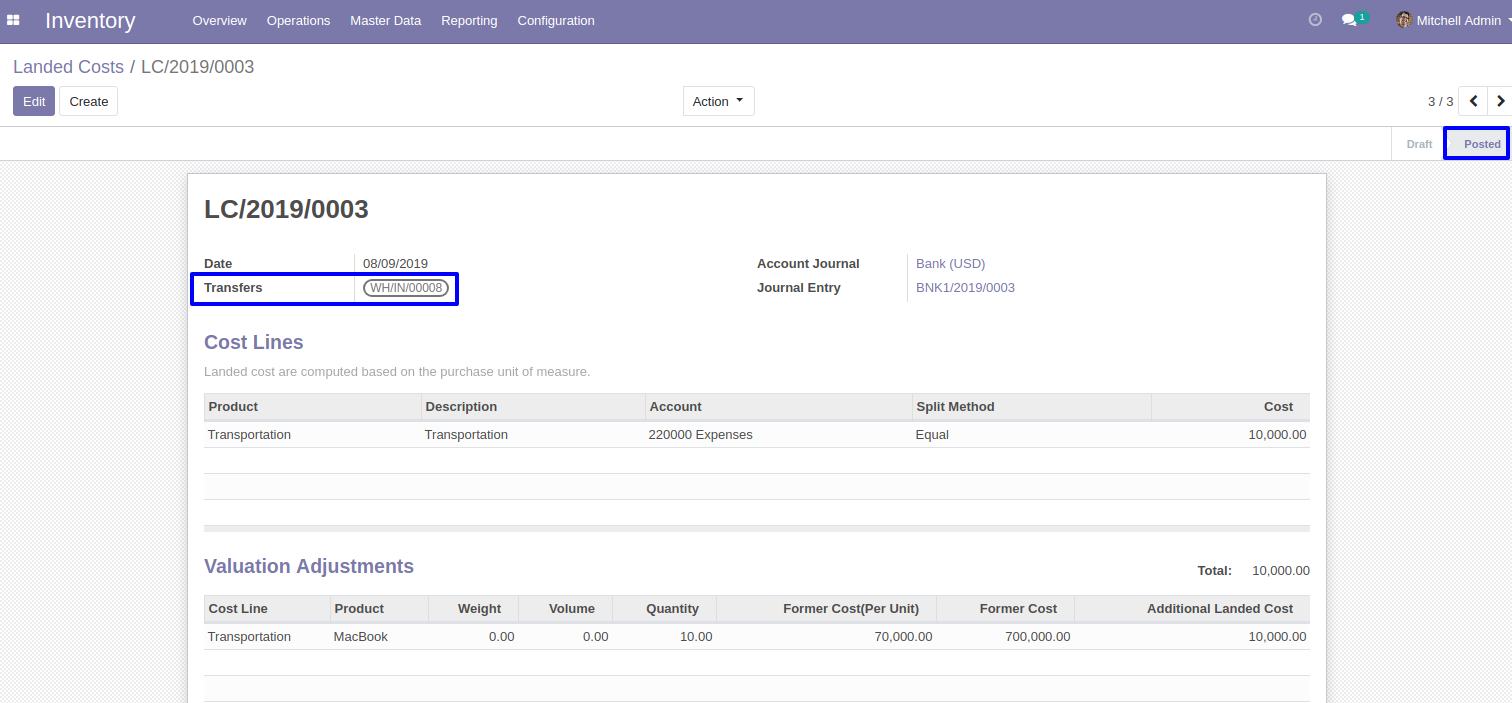 Inventory Overview Operations Master Data Reporting Configuration 1 Mitchell Admin
Landed Costs / LC/2019/0003
Edit Create Action 3 / 3
Draft Posted
LC/2019/0003
Date 08/09/2019 Account Journal Bank (USD)
Transfers WH/IN/00008 Journal Entry BNK1/2019/0003
Cost Lines
Landed cost are computed based on the purchase unit of measure.
Product Description Account Split Method Cost
Transportation Transportation 220000 Expenses Equal 10,000.00
Valuation Adjustments Total: 10,000.00
Cost Line Product Weight Volume Quantity Former Cost(Per Unit) Former Cost Additional Landed Cost
Transportation MacBook 0.00 0.00 10.00 70,000.00 700,000.00 10,000.00